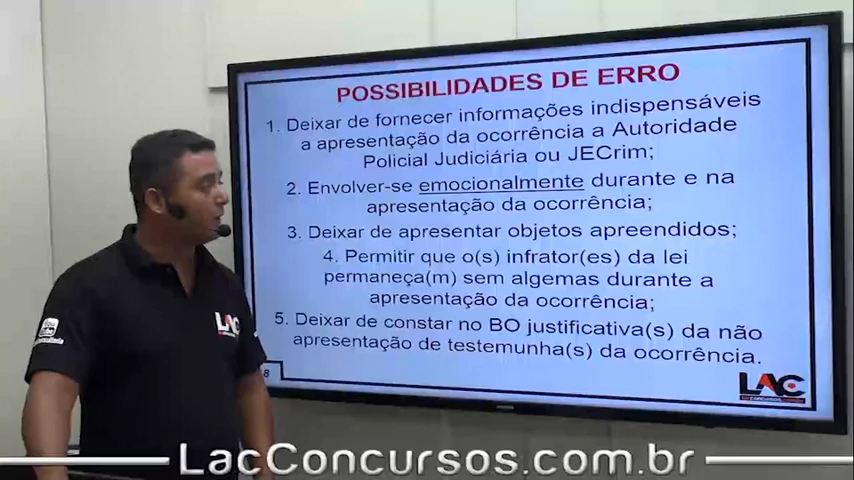 POSSIBILIDADES DE ERRO
1. Deixar de fornecer informações indispensáveis
a apresentação da ocorrência a Autoridade
Policial Judiciária ou JECrim;
2. Envolver-se emocionalmente durante e na
apresentação da ocorrência;
3. Deixar de apresentar objetos apreendidos;
4. Permitir que o(s) infrator(es) da lei
permaneça(m) sem algemas durante a
apresentação da ocorrência;
5. Deixar de constar no BO justificativa(s) da não
apresentação de testemunha(s) da ocorrência.
8
LAC
LAC
LacConcursos.com.br